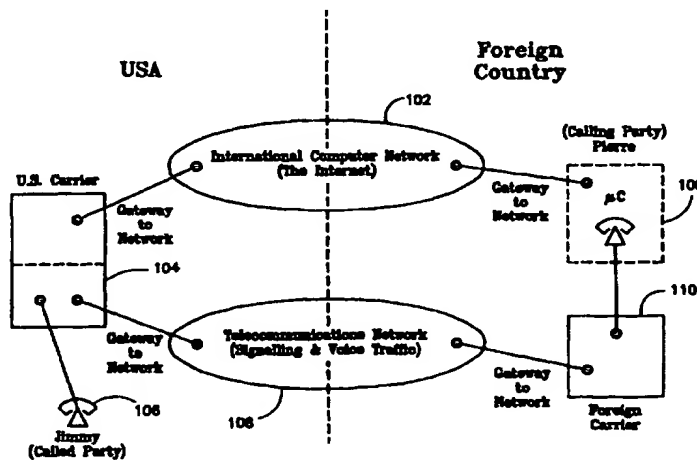 USA
Foreign
Country
102
International Computer Network
(The Internet)
(Calling Party)
Pierre
U.S. Carrier
Gateway
to
Network
Gateway
to
Network
μC
104
110
Gateway
to
Network
Telecommunications Network
(Signalling & Voice Traffic)
Gateway
to
Network
106
108
Jimmy
(Called Party)
Foreign
Carrier